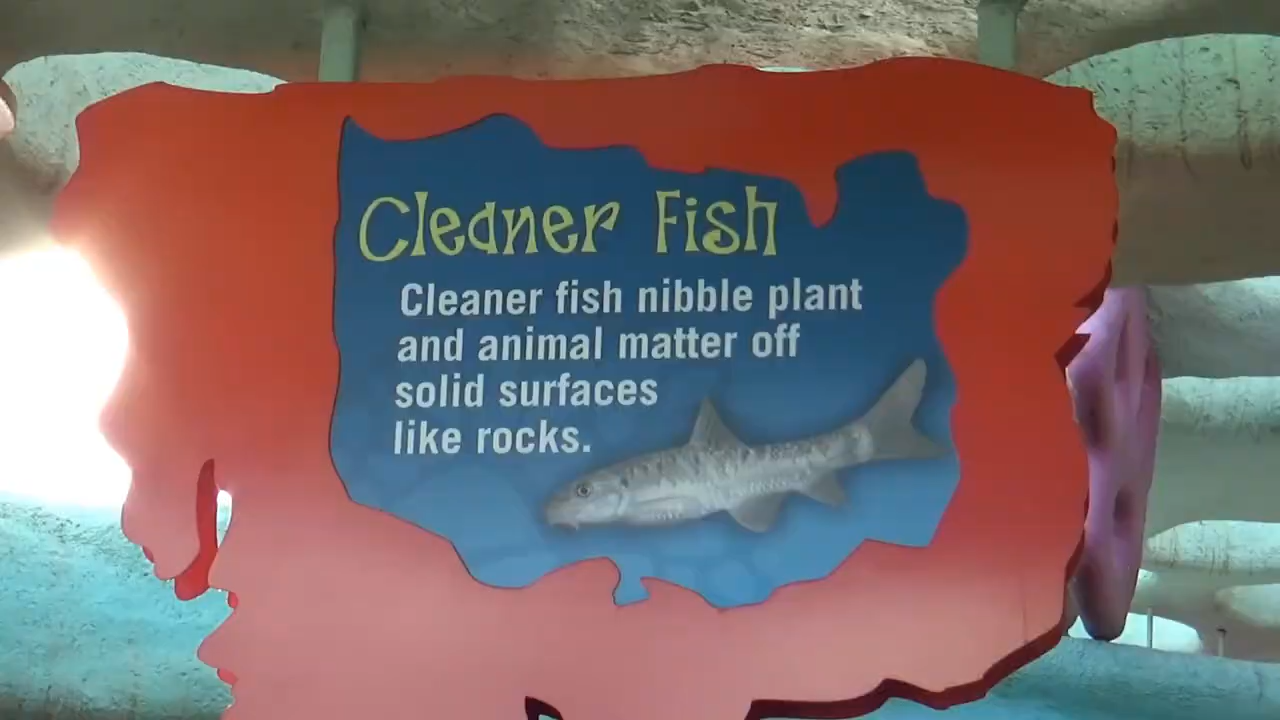 Cleaner Fish
Cleaner fish nibble plant
and animal matter off
solid surfaces
like rocks.